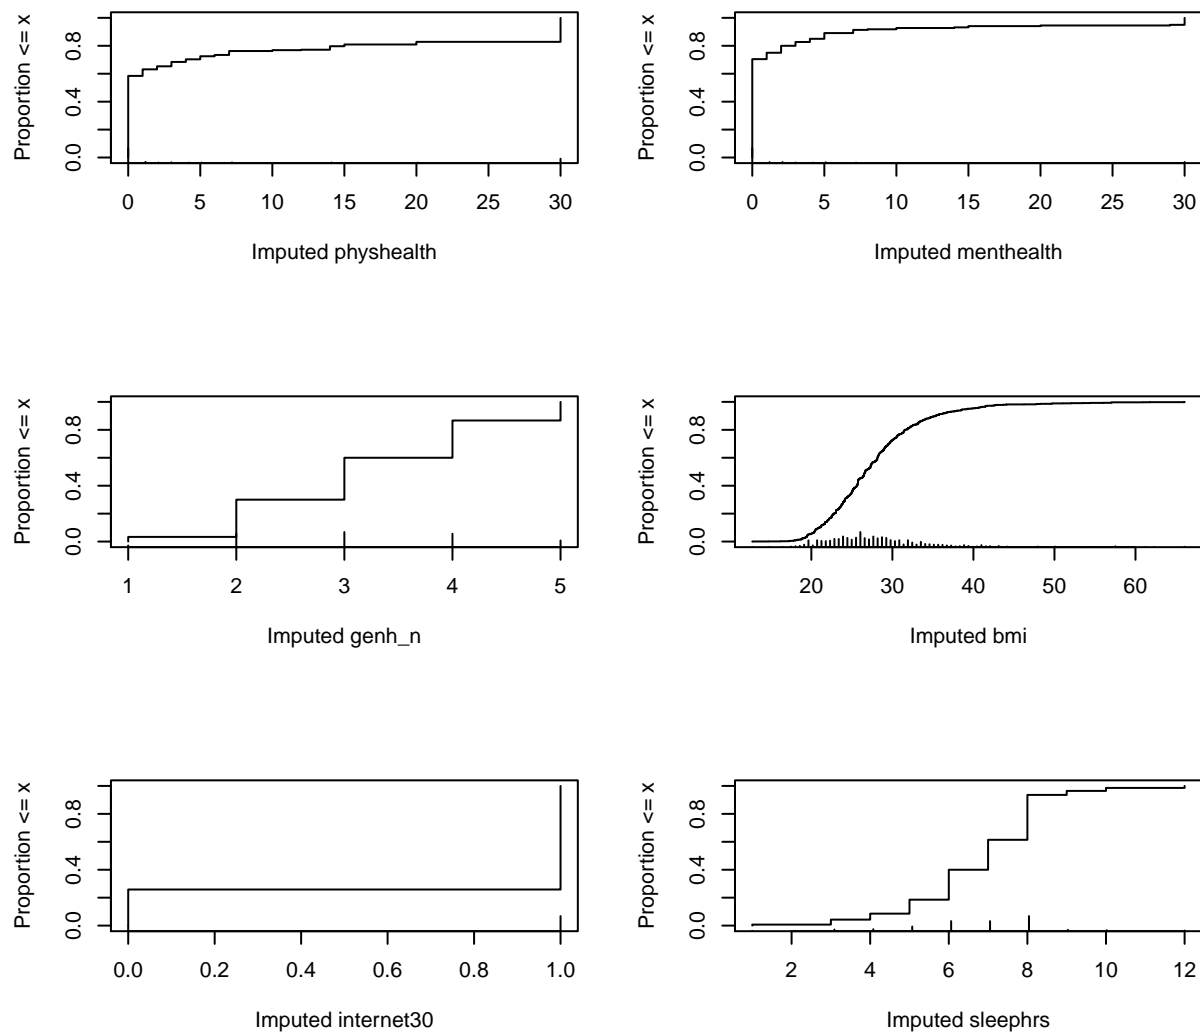 Proportion <= x
0.0 0.4 0.8
0 5 10 15 20 25 30
Imputed physhealth
Proportion <= x
0.0 0.4 0.8
0 5 10 15 20 25 30
Imputed menthealth
Proportion <= x
0.0 0.4 0.8
1 2 3 4 5
Imputed genh_n
Proportion <= x
0.0 0.4 0.8
20 30 40 50 60
Imputed bmi
Proportion <= x
0.0 0.4 0.8
0.0 0.2 0.4 0.6 0.8 1.0
Imputed internet30
Proportion <= x
0.0 0.4 0.8
2 4 6 8 10 12
Imputed sleephrs